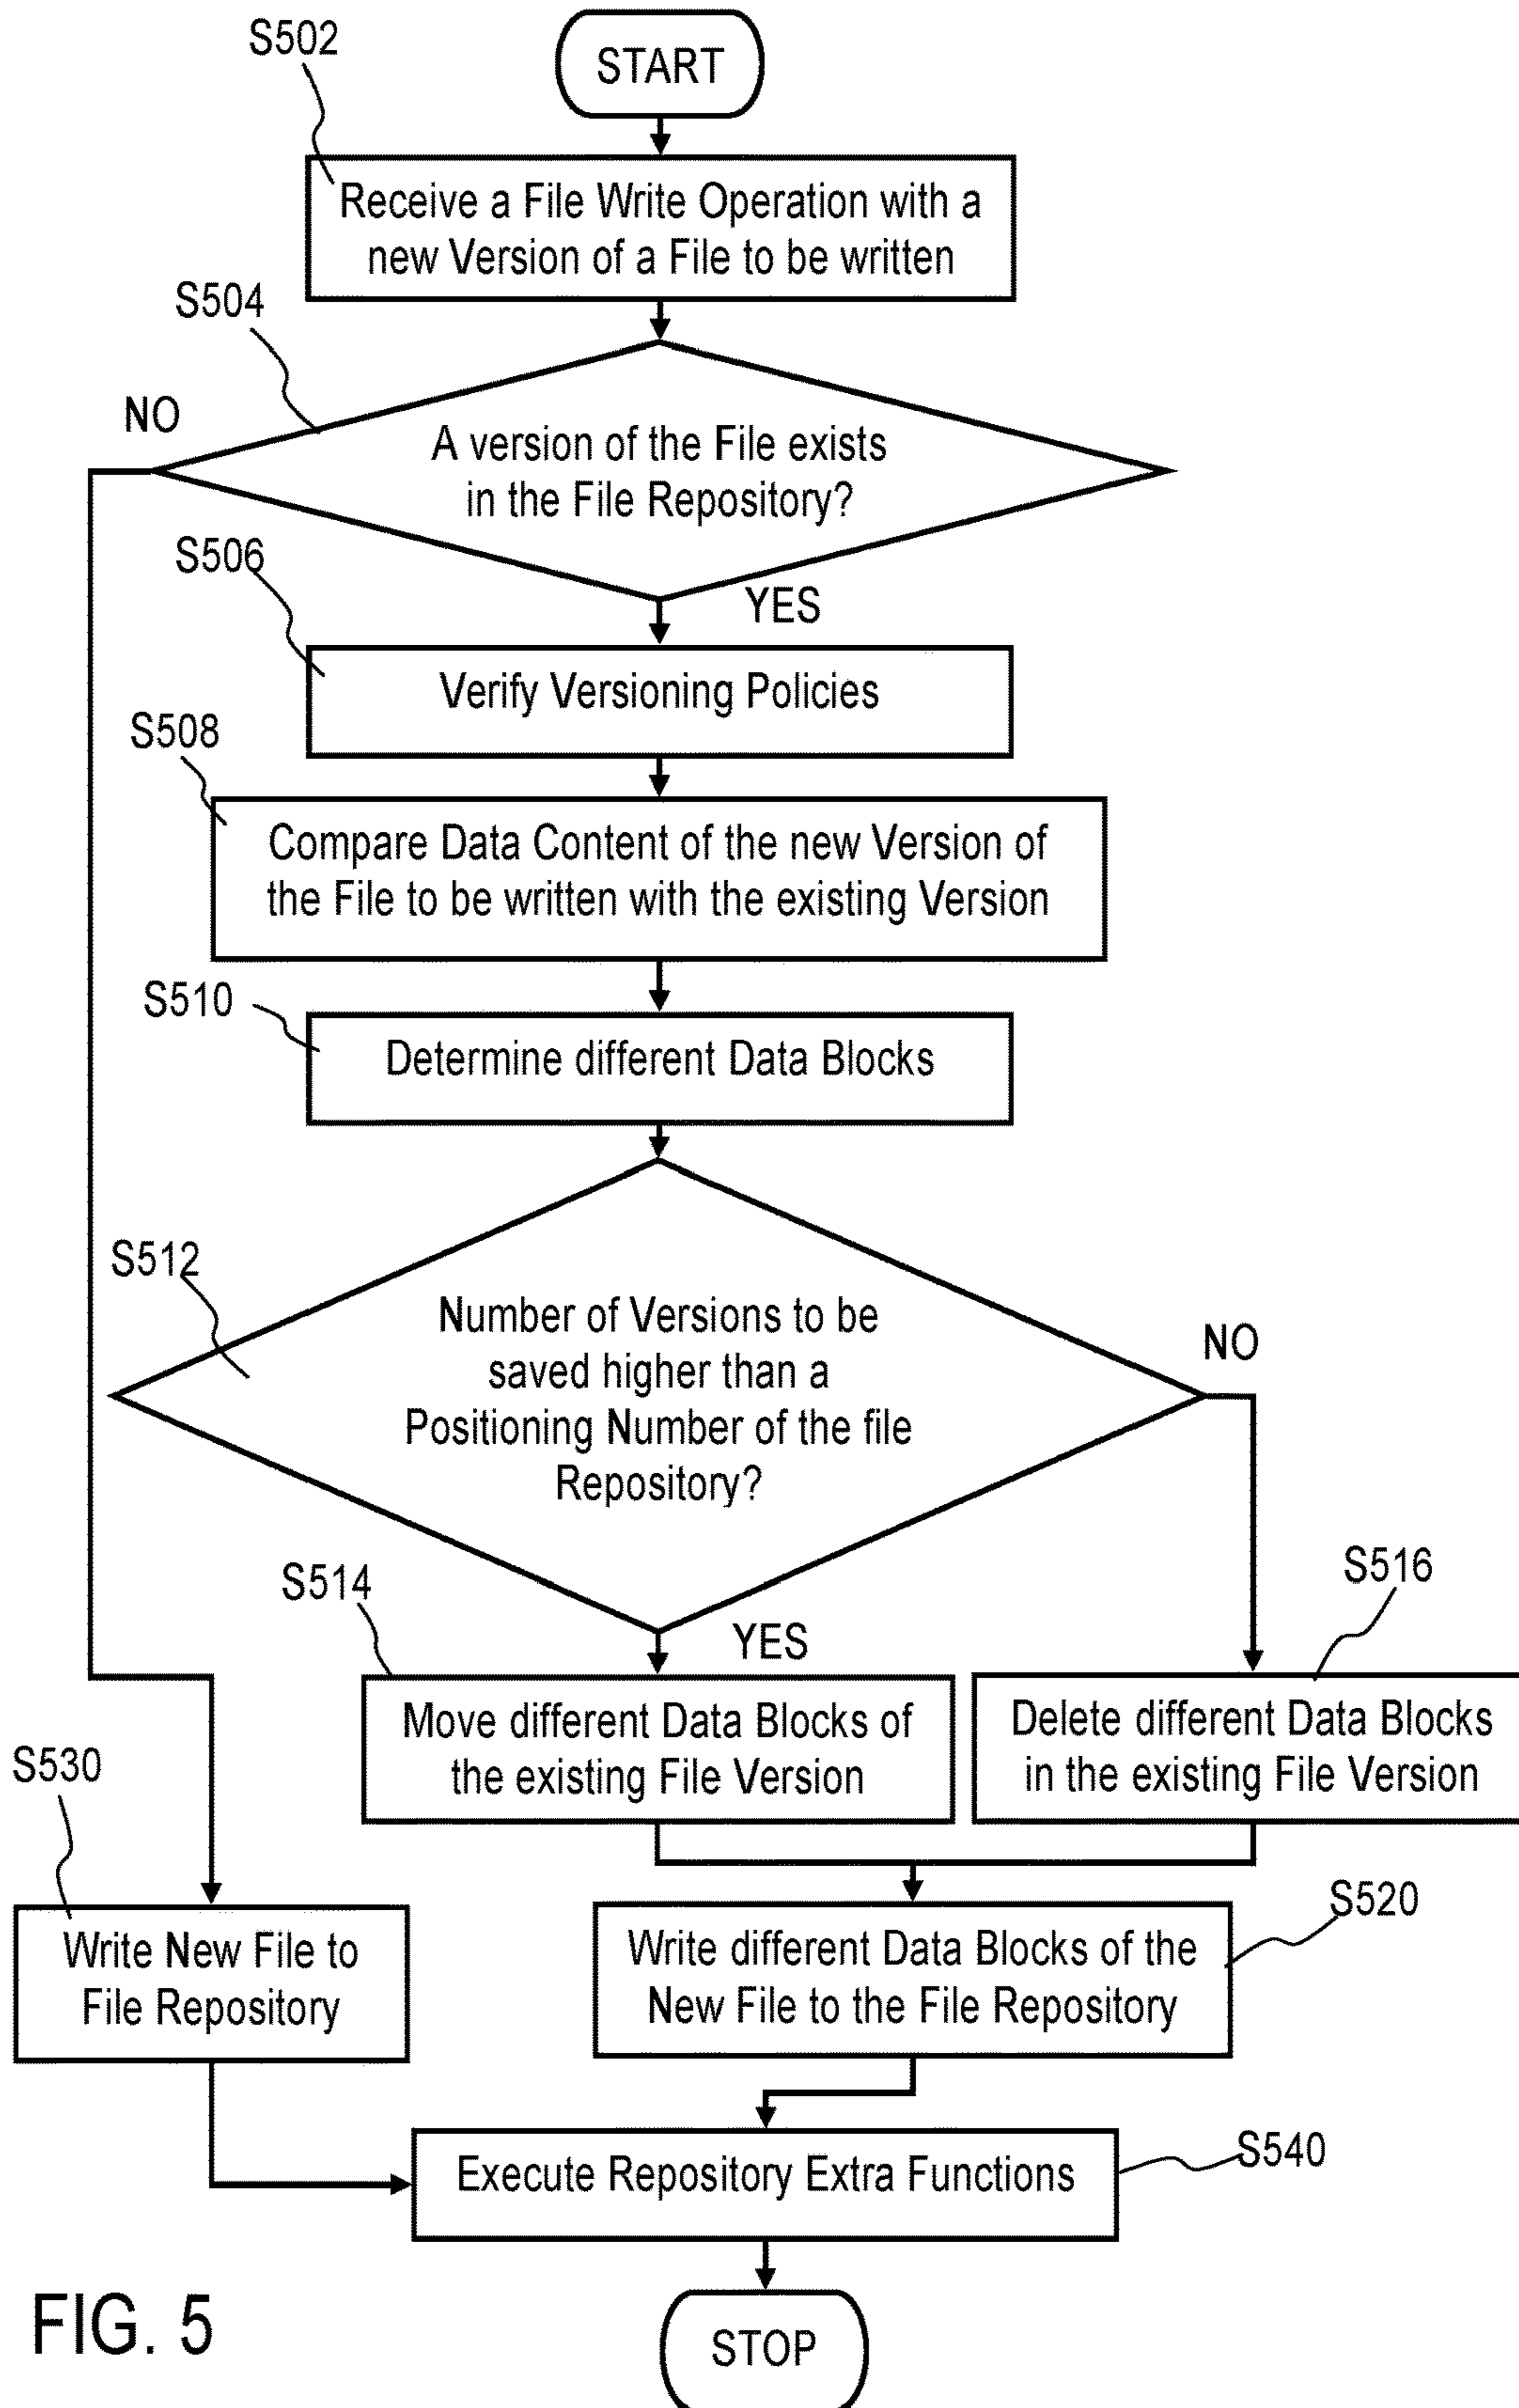 S502
START
Receive a File Write Operation with a
new Version of a File to be written
S504
NO
A version of the File exists
in the File Repository?
S506
YES
Verify Versioning Policies
S508
Compare Data Content of the new Version of
the File to be written with the existing Version
S510
Determine different Data Blocks
S512
Number of Versions to be
saved higher than a
Positioning Number of the file
Repository?
NO
S514
YES
S516
Move different Data Blocks of
the existing File Version
Delete different Data Blocks
in the existing File Version
S530
Write New File to
File Repository
S520
Write different Data Blocks of the
New File to the File Repository
Execute Repository Extra Functions
S540
FIG. 5
STOP